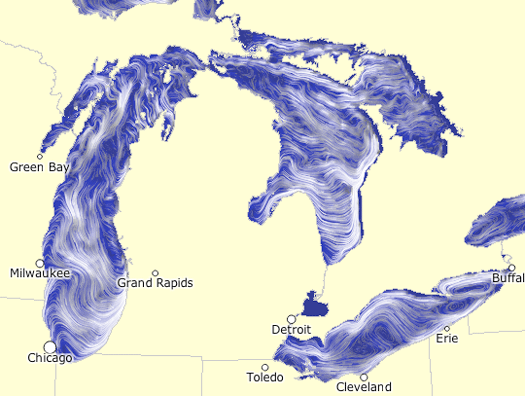 Green Bay
Milwaukee
Grand Rapids
Buffal
Detroit
Erie
Chicago
Toledo
Cleveland